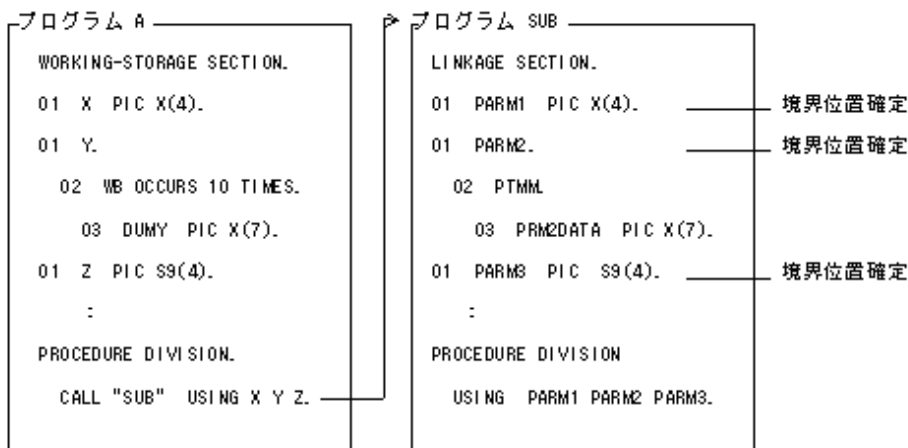 プログラム A
WORKING-STORAGE SECTION.
01 X PIC X(4).
01 Y.
02 WB OCCURS 10 TIMES.
03 DUMY PIC X(7).
01 Z PIC S9(4).
:
PROCEDURE DIVISION.
CALL "SUB" USING X Y Z.
プログラム SUB
LINKAGE SECTION.
01 PARM1 PIC X(4). 境界位置確定
01 PARM2. 境界位置確定
02 PTMM.
03 PRM2DATA PIC X(7).
01 PARM3 PIC S9(4). 境界位置確定
:
PROCEDURE DIVISION
USING PARM1 PARM2 PARM3.